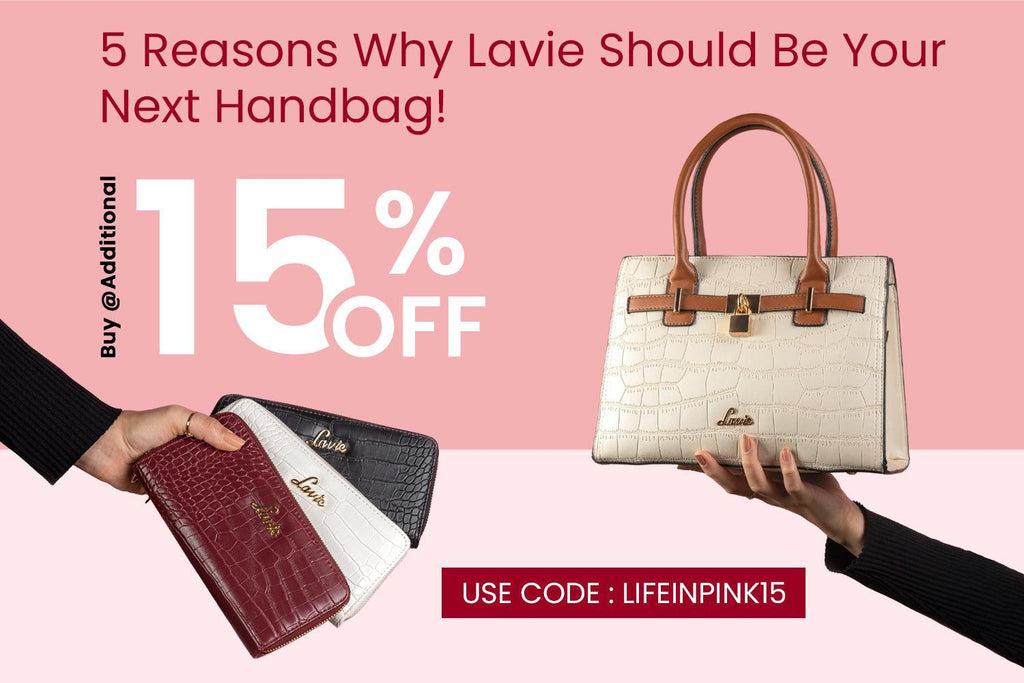 5 Reasons Why Lavie Should Be Your
Next Handbag!
Buy @Additional
15%
OFF
Lavie
Lavie
Lavie
Lavie
USE CODE : LIFEINPINK15